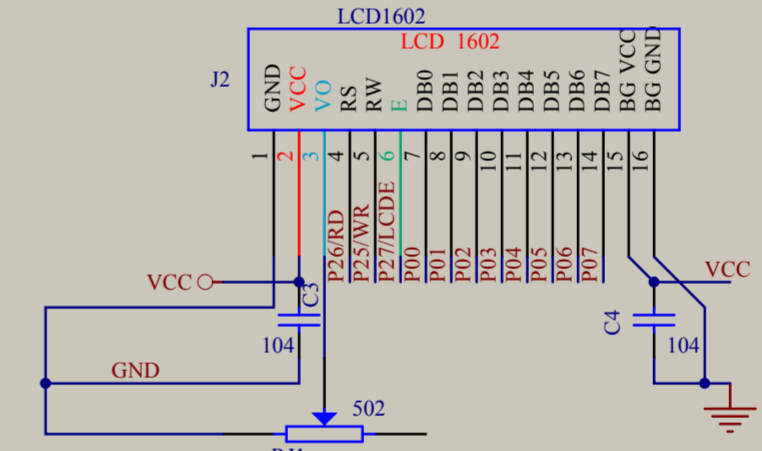 LCD1602
LCD 1602
J2
GND
VCC
VO
RS
RW
E
DB0
DB1
DB2
DB3
DB4
DB5
DB6
DB7
BG VCC
BG GND
1
2
3
4
5
6
7
8
9
10
11
12
13
14
15
16
P26/RD
P25/WR
P27/LCDE
P00
P01
P02
P03
P04
P05
P06
P07
VCC
C3
VCC
C4
104
104
GND
502